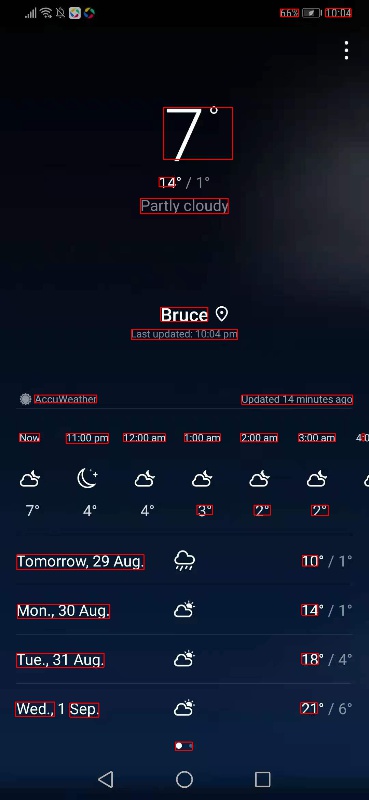 66% 10:04
7°
14° / 1°
Partly cloudy
Bruce
Last updated: 10:04 pm
AccuWeather Updated 14 minutes ago
Now 11:00 pm 12:00 am 1:00 am 2:00 am 3:00 am
7° 4° 4° 3° 2° 2°
Tomorrow, 29 Aug. 10° / 1°
Mon., 30 Aug. 14° / 1°
Tue., 31 Aug. 18° / 4°
Wed., 1 Sep. 21° / 6°